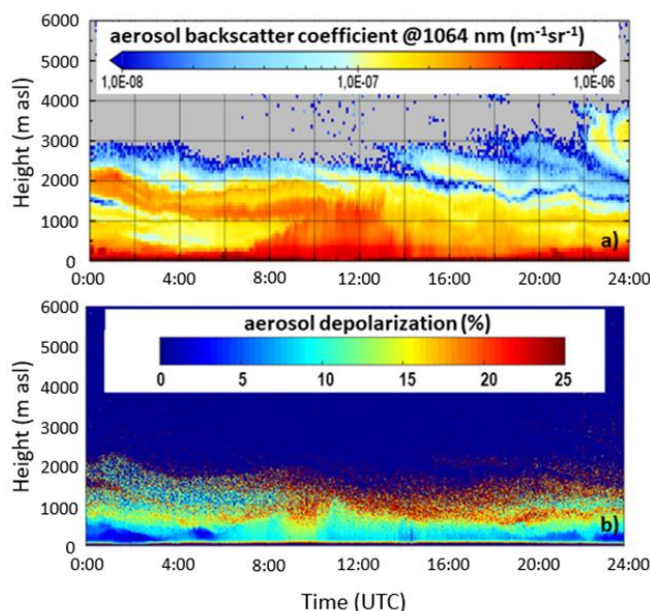 aerosol backscatter coefficient @1064 nm (m⁻¹sr⁻¹)
1,0E-08 1,0E-07 1,0E-06
Height (m asl)
6000
5000
4000
3000
2000
1000
0
a)
0:00 4:00 8:00 12:00 16:00 20:00 24:00
aerosol depolarization (%)
0 5 10 15 20 25
Height (m asl)
6000
5000
4000
3000
2000
1000
0
b)
0:00 4:00 8:00 12:00 16:00 20:00 24:00
Time (UTC)